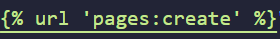 {% url 'pages:create' %}